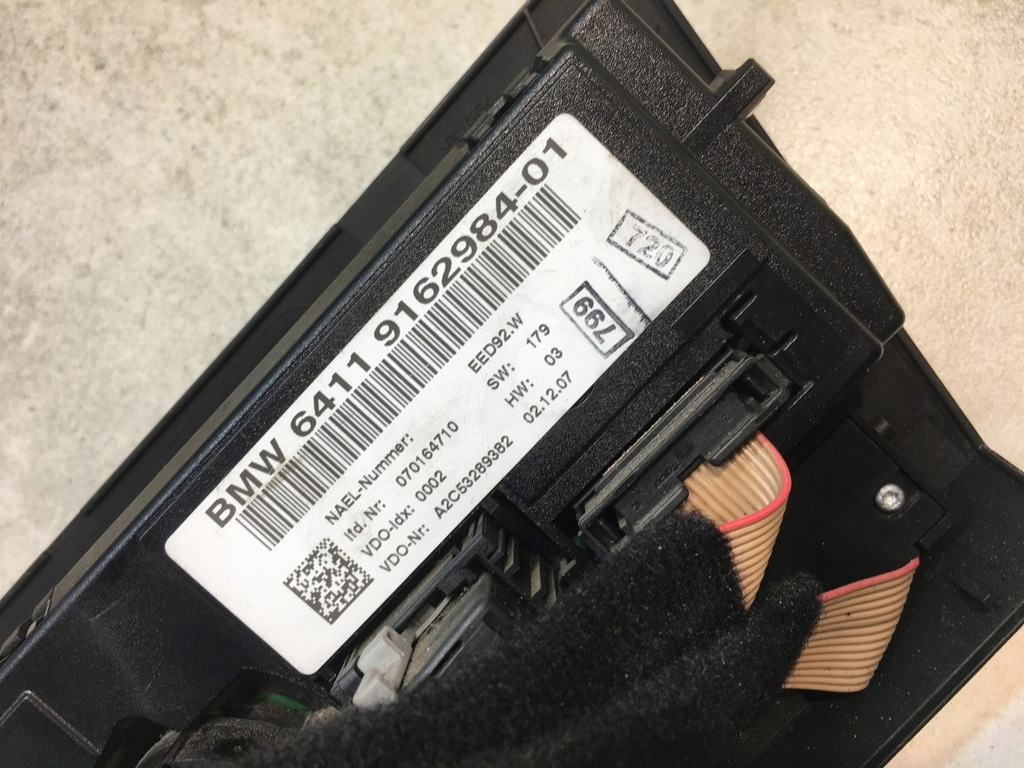 BMW 6411 9162984-01
NAEL-Nummer: EED92.W
lfd. Nr: 070164710 SW: 179
VDO-Idx: 0002 HW: 03
VDO-Nr: A2C53289382 02.12.07
720
799